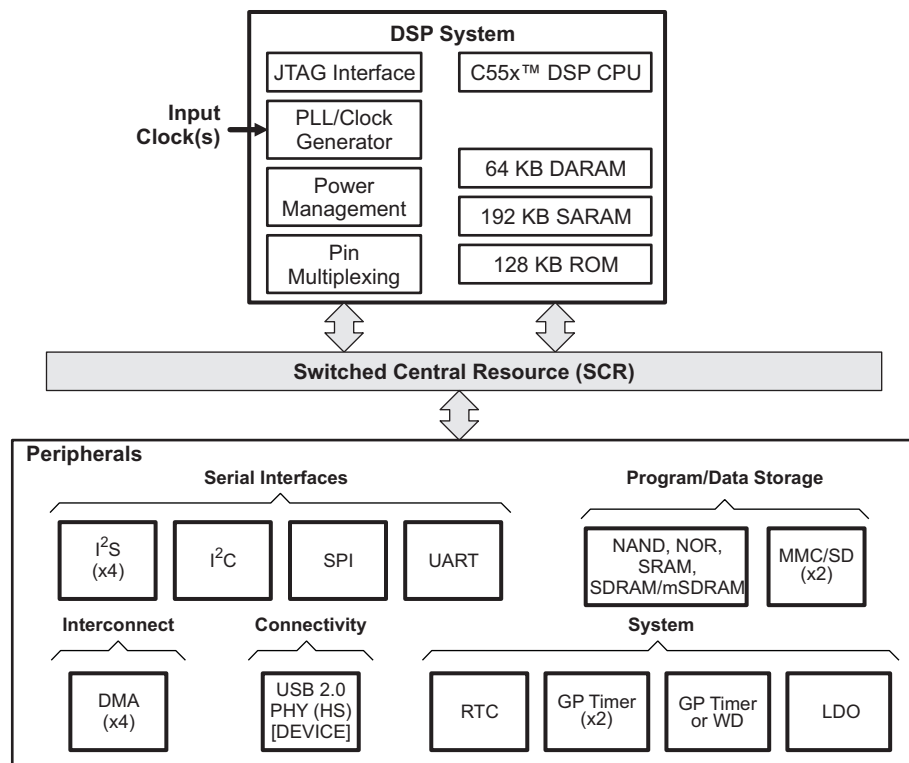 DSP System
JTAG Interface
C55x™ DSP CPU
Input
Clock(s)
PLL/Clock
Generator
Power
Management
Pin
Multiplexing
64 KB DARAM
192 KB SARAM
128 KB ROM
Switched Central Resource (SCR)
Peripherals
Serial Interfaces
Program/Data Storage
I²S
(x4)
I²C
SPI
UART
NAND, NOR,
SRAM,
SDRAM/mSDRAM
MMC/SD
(x2)
Interconnect
Connectivity
System
DMA
(x4)
USB 2.0
PHY (HS)
[DEVICE]
RTC
GP Timer
(x2)
GP Timer
or WD
LDO